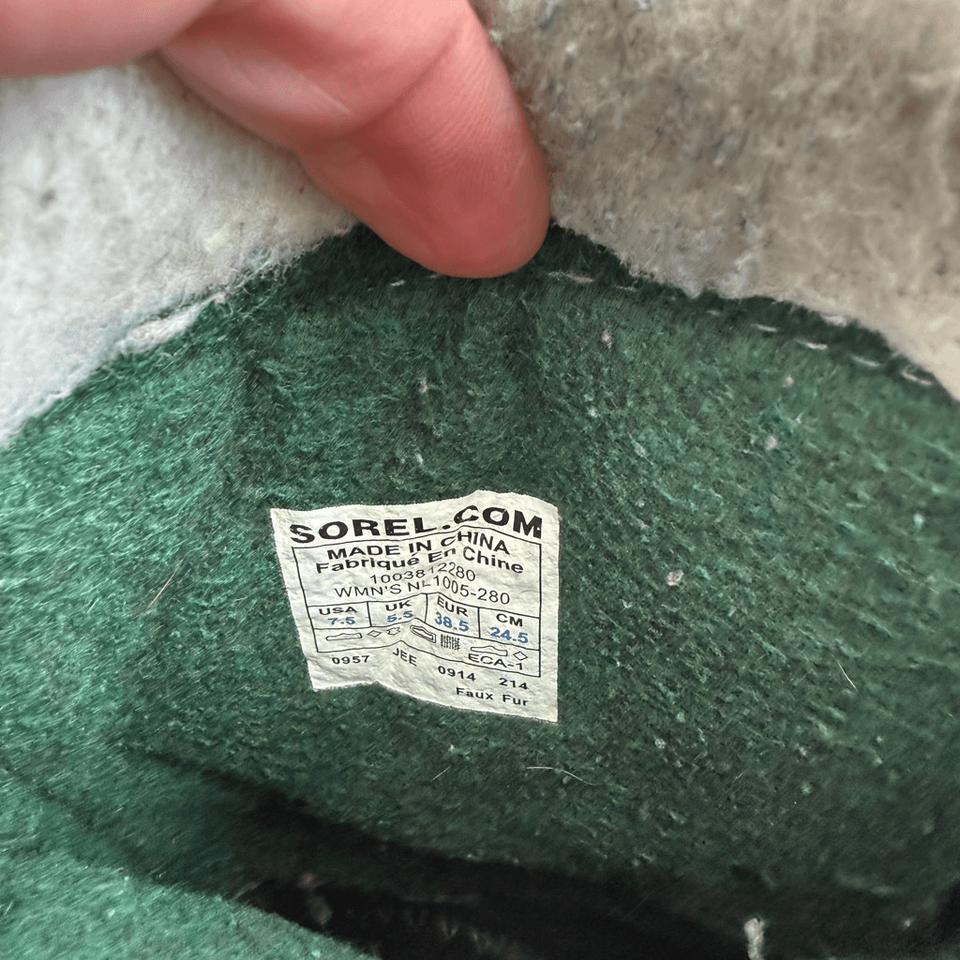 SOREL.COM
MADE IN CHINA
Fabriqué En Chine
1003812280
WMN'S NL1005-280
USA UK EUR CM
7.5 5.5 38.5 24.5
ECA-1
0957 JEE 0914 214
Faux Fur